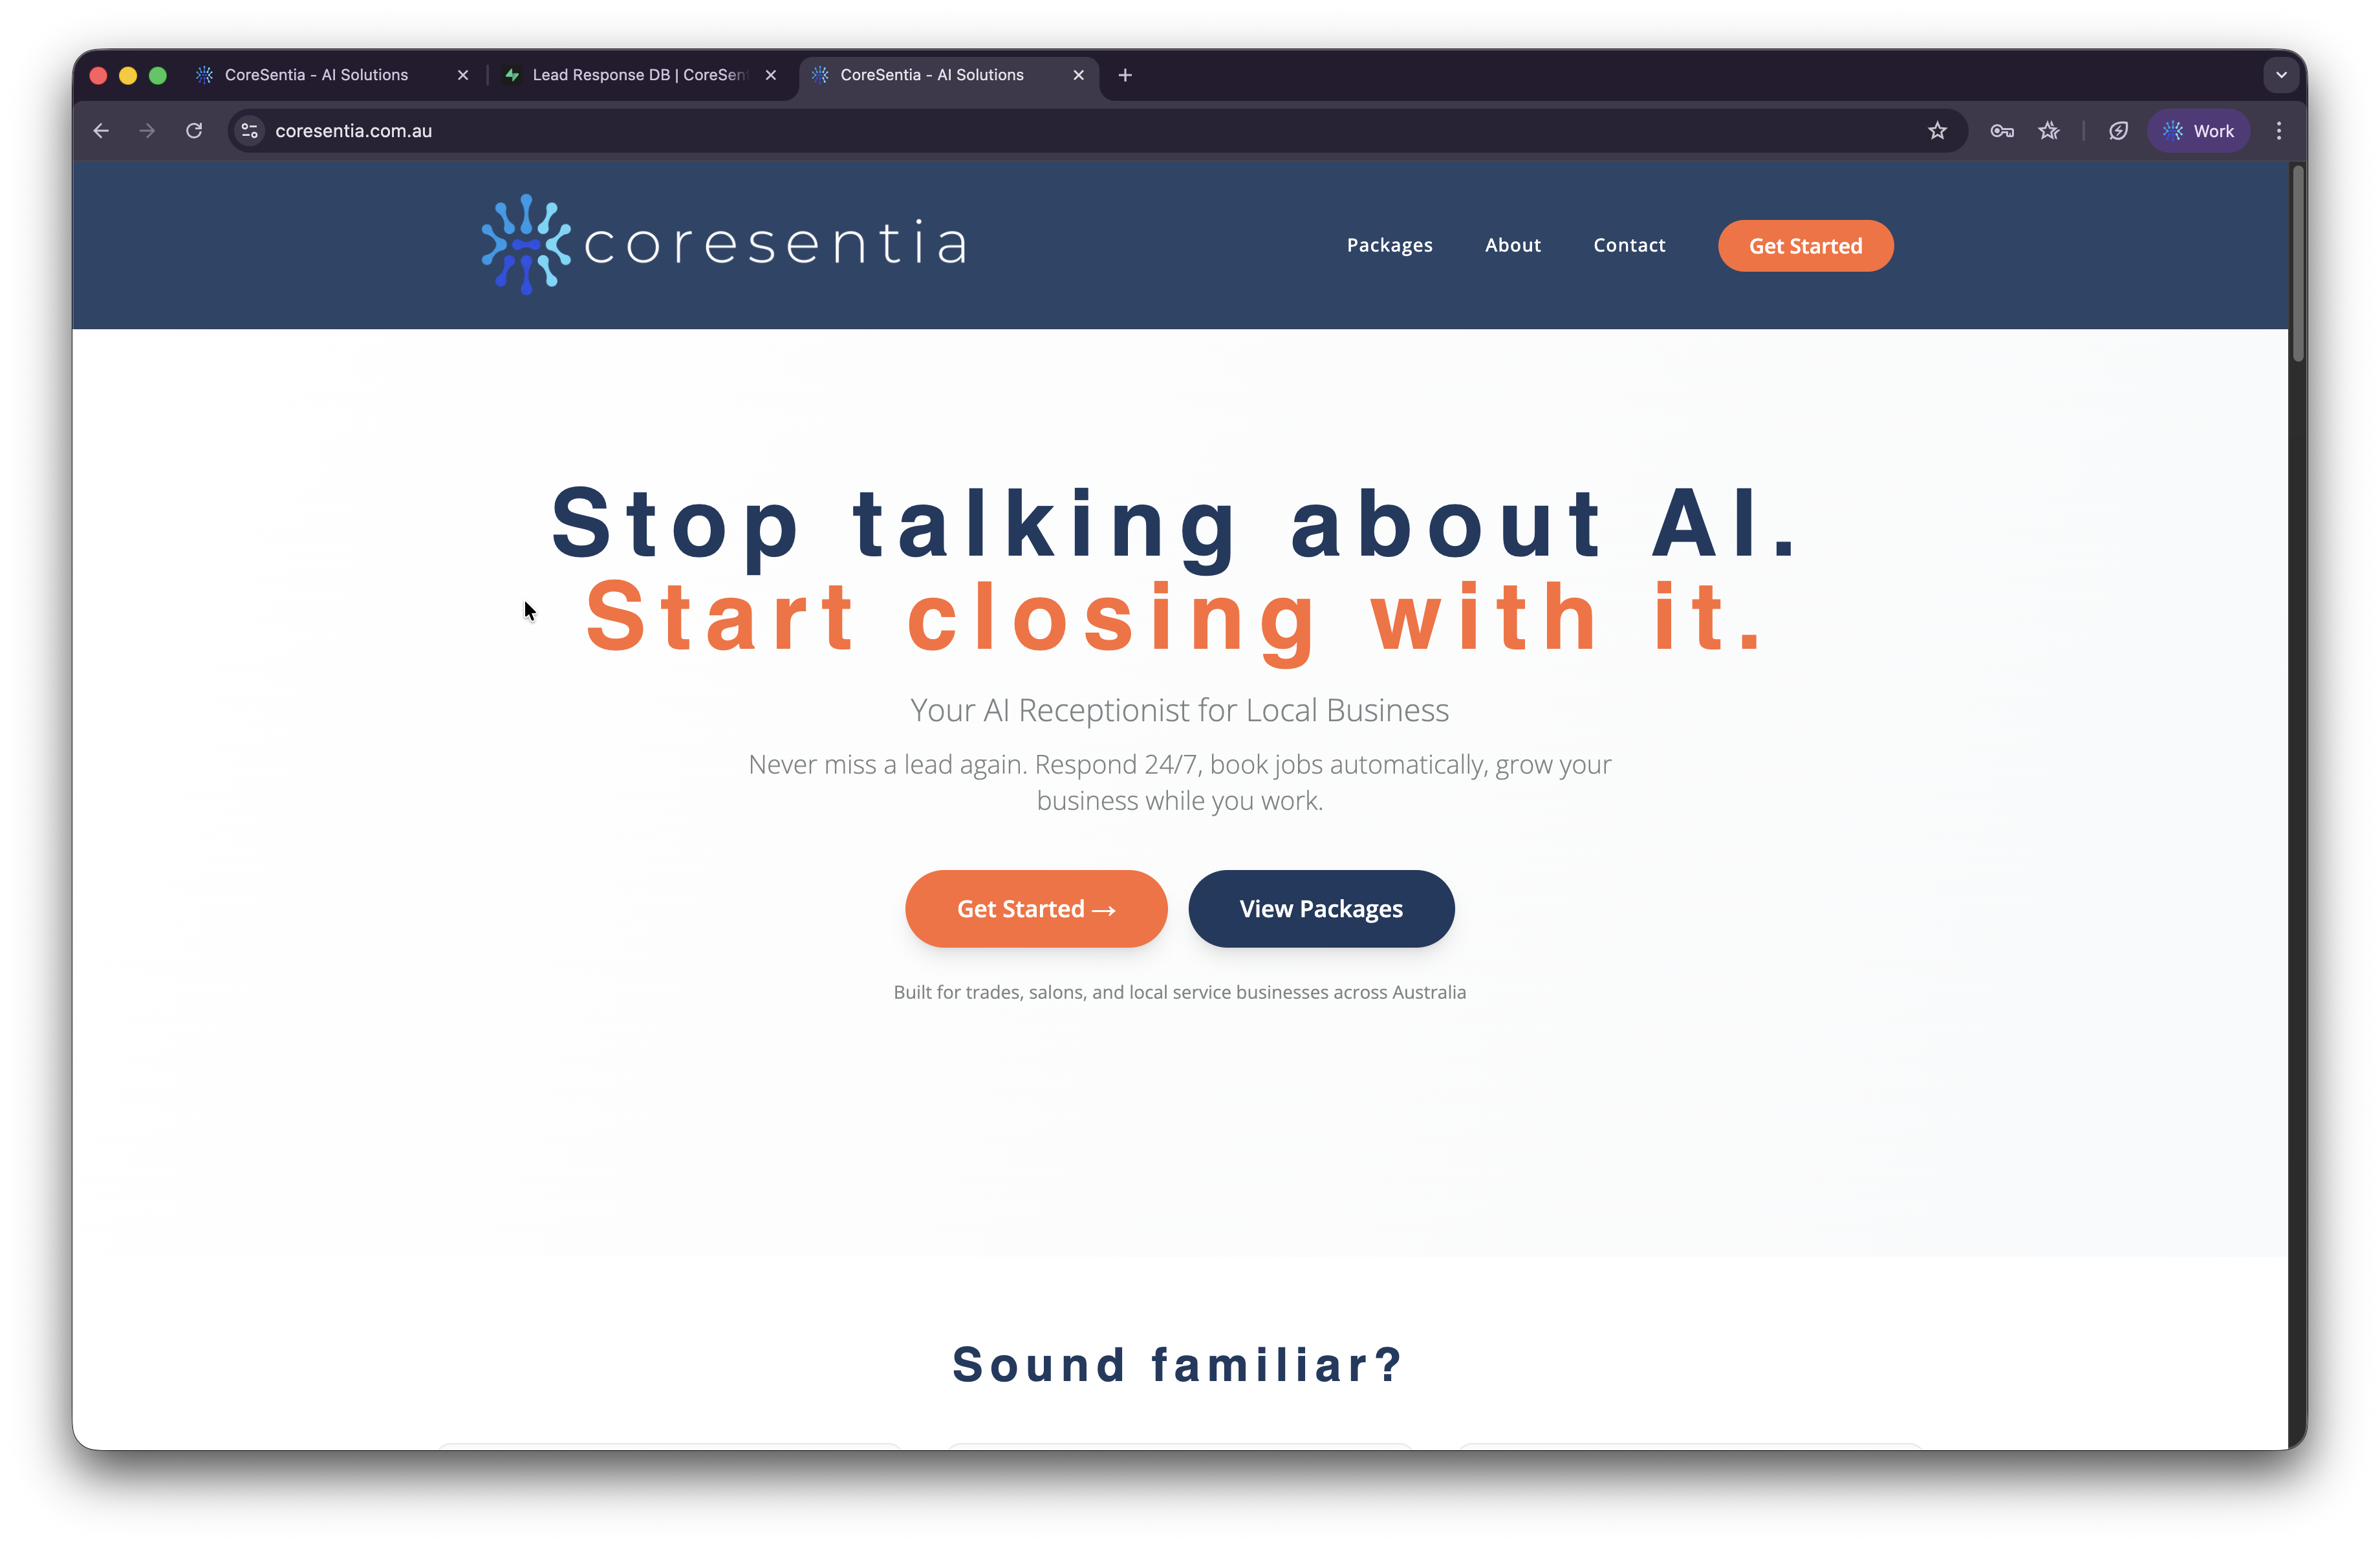 CoreSentia - AI Solutions
Lead Response DB | CoreSent
CoreSentia - AI Solutions
coresentia.com.au
Work
coresentia
Packages
About
Contact
Get Started
Stop talking about AI.
Start closing with it.
Your AI Receptionist for Local Business
Never miss a lead again. Respond 24/7, book jobs automatically, grow your
business while you work.
Get Started →
View Packages
Built for trades, salons, and local service businesses across Australia
Sound familiar?